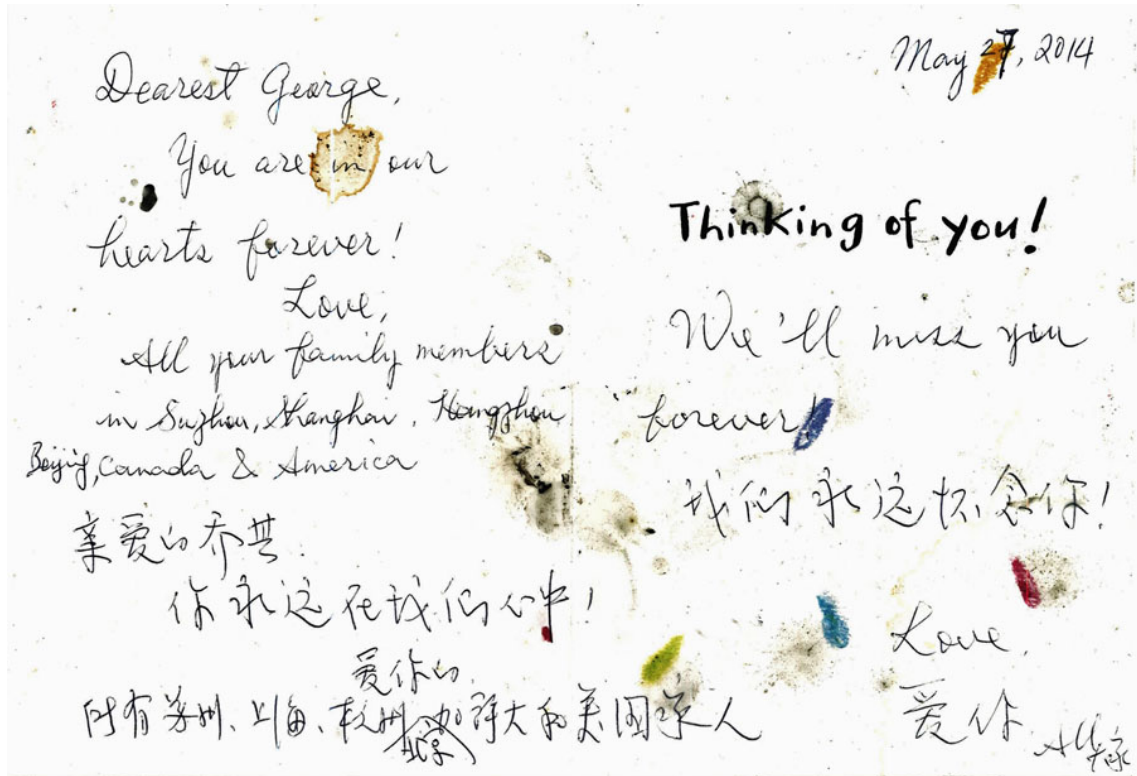 Dearest George,
You are in our
hearts forever!
Love,
All your family members
in Suzhou, Shanghai, Hangzhou
Beijing, Canada & America
亲爱的乔其
你永远在我们心中!
爱你的
所有苏州、上海、杭州、北京、加拿大和美国家人
May 27, 2014
Thinking of you!
We'll miss you
forever!
我们永远怀念你!
Love,
爱你
All